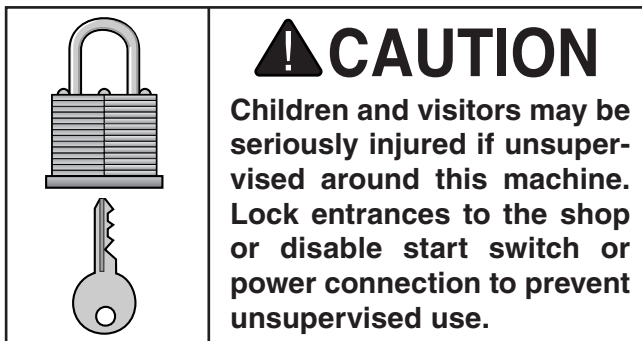 CAUTION
Children and visitors may be
seriously injured if unsuper-
vised around this machine.
Lock entrances to the shop
or disable start switch or
power connection to prevent
unsupervised use.